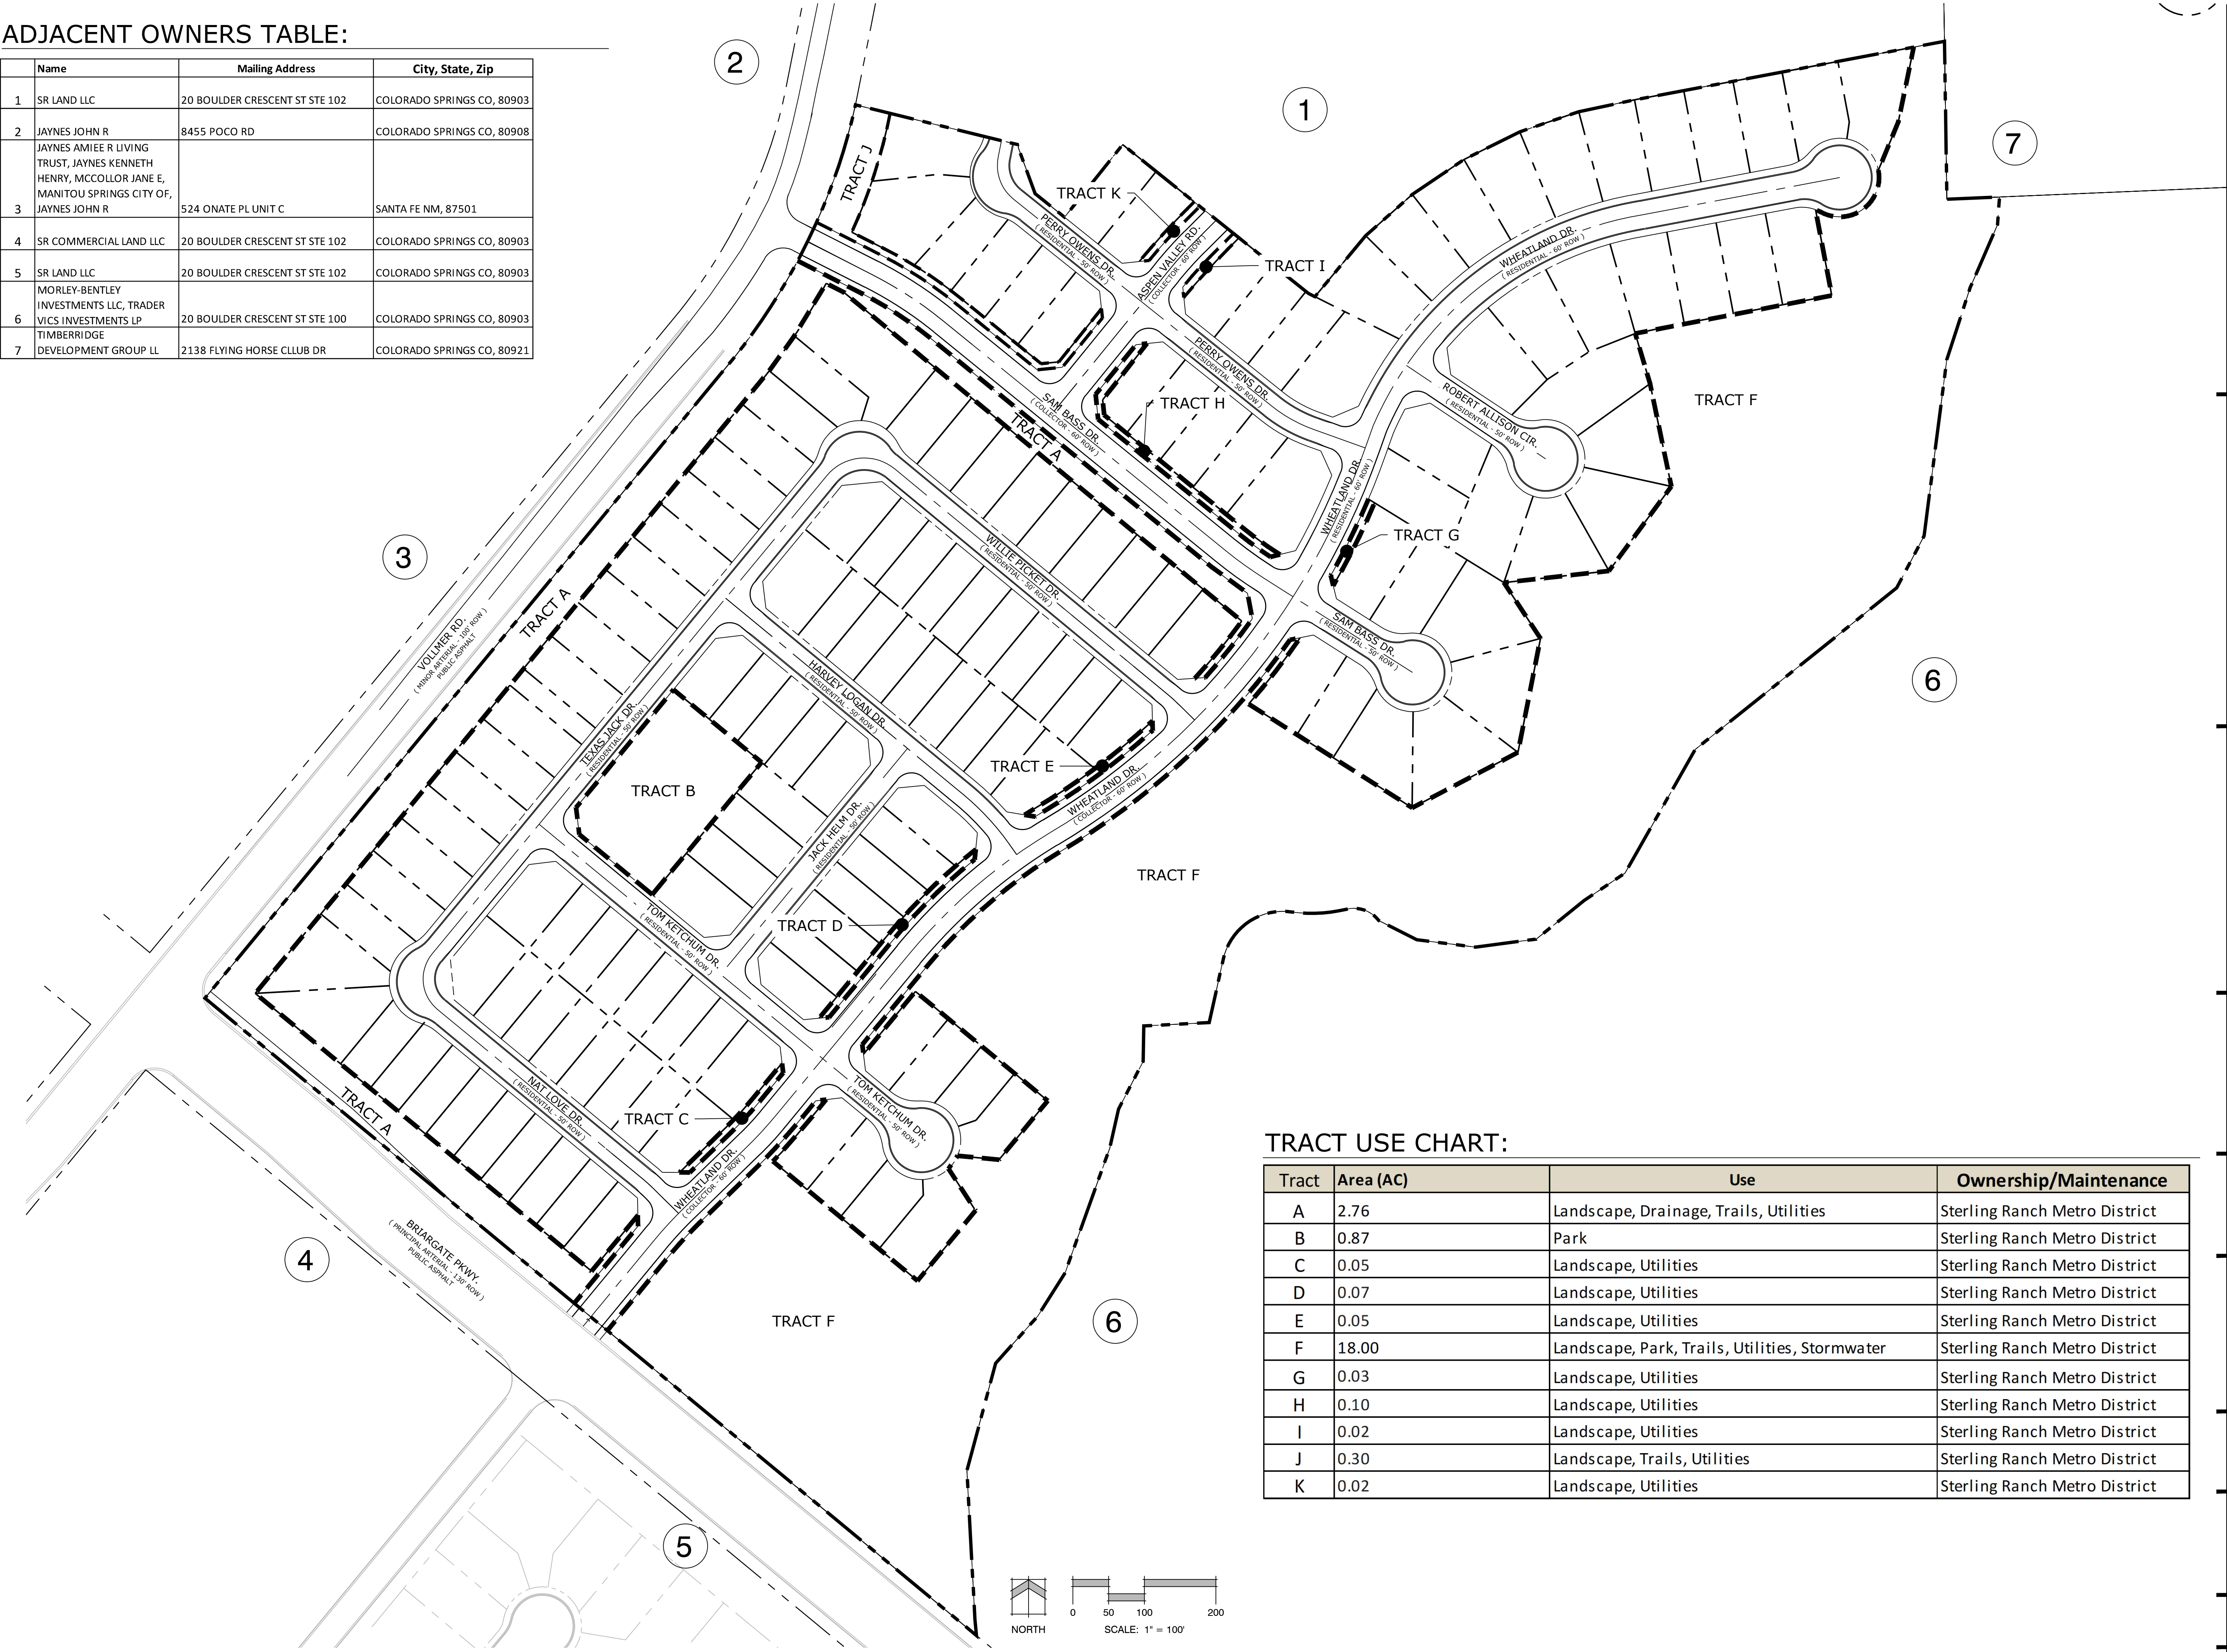 ADJACENT OWNERS TABLE:
Name Mailing Address City, State, Zip
1 SR LAND LLC 20 BOULDER CRESCENT ST STE 102 COLORADO SPRINGS CO, 80903
2 JAYNES JOHN R 8455 POCO RD COLORADO SPRINGS CO, 80908
JAYNES AMIEE R LIVING
TRUST, JAYNES KENNETH
HENRY, MCCOLLOR JANE E,
MANITOU SPRINGS CITY OF,
3 JAYNES JOHN R 524 ONATE PL UNIT C SANTA FE NM, 87501
4 SR COMMERCIAL LAND LLC 20 BOULDER CRESCENT ST STE 102 COLORADO SPRINGS CO, 80903
5 SR LAND LLC 20 BOULDER CRESCENT ST STE 102 COLORADO SPRINGS CO, 80903
MORLEY-BENTLEY
INVESTMENTS LLC, TRADER
6 VICS INVESTMENTS LP 20 BOULDER CRESCENT ST STE 100 COLORADO SPRINGS CO, 80903
TIMBERRIDGE
7 DEVELOPMENT GROUP LL 2138 FLYING HORSE CLLUB DR COLORADO SPRINGS CO, 80921
2
1
7
TRACT J
TRACT K
PERRY OWENS DR.
( RESIDENTIAL - 50' ROW )
ASPEN VALLEY RD.
( COLLECTOR - 60' ROW )
TRACT I
WHEATLAND DR.
( RESIDENTIAL - 60' ROW )
PERRY OWENS DR.
( RESIDENTIAL - 50' ROW )
ROBERT ALLISON CIR.
( RESIDENTIAL - 50' ROW )
TRACT F
TRACT H
SAM BASS DR.
( COLLECTOR - 60' ROW )
TRACT A
WHEATLAND DR.
( RESIDENTIAL - 60' ROW )
TRACT G
3
WILLIE PICKET DR.
( RESIDENTIAL - 50' ROW )
TRACT A
VOLLMER RD.
( MINOR ARTERIAL - 100' ROW )
PUBLIC ASPHALT
SAM BASS DR.
( RESIDENTIAL - 50' ROW )
6
HARVEY LOGAN DR.
( RESIDENTIAL - 50' ROW )
TEXAS JACK DR.
( RESIDENTIAL - 50' ROW )
TRACT B
TRACT E
WHEATLAND DR.
( COLLECTOR - 60' ROW )
JACK HELM DR.
( RESIDENTIAL - 50' ROW )
TRACT F
TRACT D
TOM KETCHUM DR.
( RESIDENTIAL - 50' ROW )
NAT LOVE DR.
( RESIDENTIAL - 50' ROW )
TRACT C
TOM KETCHUM DR.
( RESIDENTIAL - 50' ROW )
TRACT A
WHEATLAND DR.
( COLLECTOR - 60' ROW )
4
BRIARGATE PKWY.
( PRINCIPAL ARTERIAL - 130' ROW )
PUBLIC ASPHALT
TRACT F
6
5
TRACT USE CHART:
Tract Area (AC) Use Ownership/Maintenance
A 2.76 Landscape, Drainage, Trails, Utilities Sterling Ranch Metro District
B 0.87 Park Sterling Ranch Metro District
C 0.05 Landscape, Utilities Sterling Ranch Metro District
D 0.07 Landscape, Utilities Sterling Ranch Metro District
E 0.05 Landscape, Utilities Sterling Ranch Metro District
F 18.00 Landscape, Park, Trails, Utilities, Stormwater Sterling Ranch Metro District
G 0.03 Landscape, Utilities Sterling Ranch Metro District
H 0.10 Landscape, Utilities Sterling Ranch Metro District
I 0.02 Landscape, Utilities Sterling Ranch Metro District
J 0.30 Landscape, Trails, Utilities Sterling Ranch Metro District
K 0.02 Landscape, Utilities Sterling Ranch Metro District
0 50 100 200
NORTH SCALE: 1" = 100'